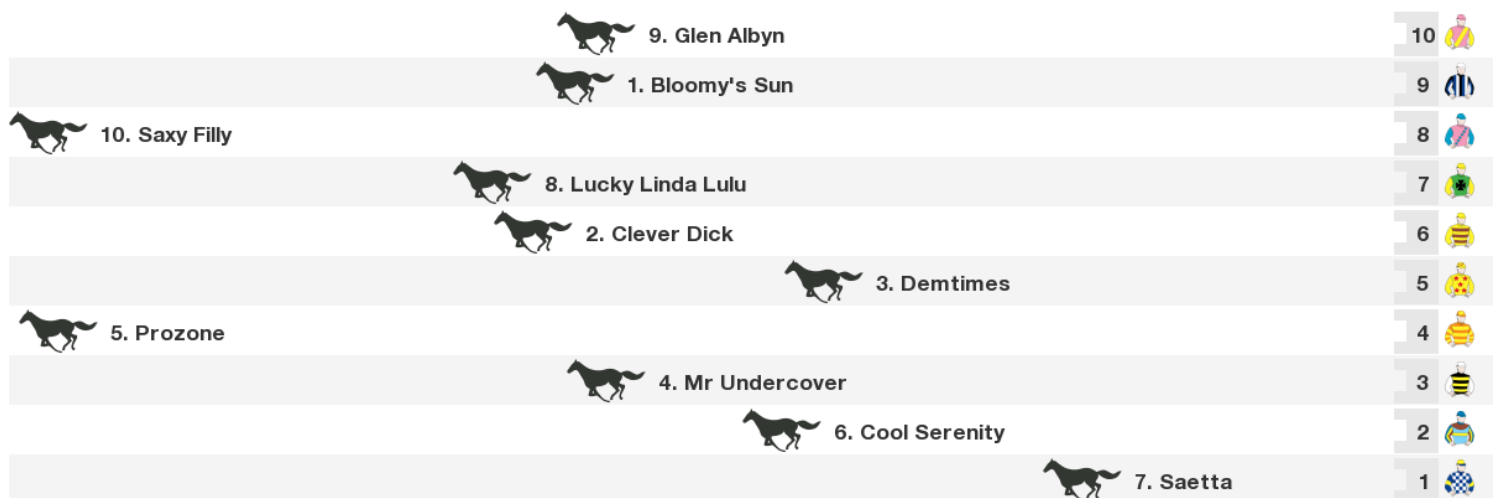 9. Glen Albyn 10
1. Bloomy's Sun 9
10. Saxy Filly 8
8. Lucky Linda Lulu 7
2. Clever Dick 6
3. Demtimes 5
5. Prozone 4
4. Mr Undercover 3
6. Cool Serenity 2
7. Saetta 1